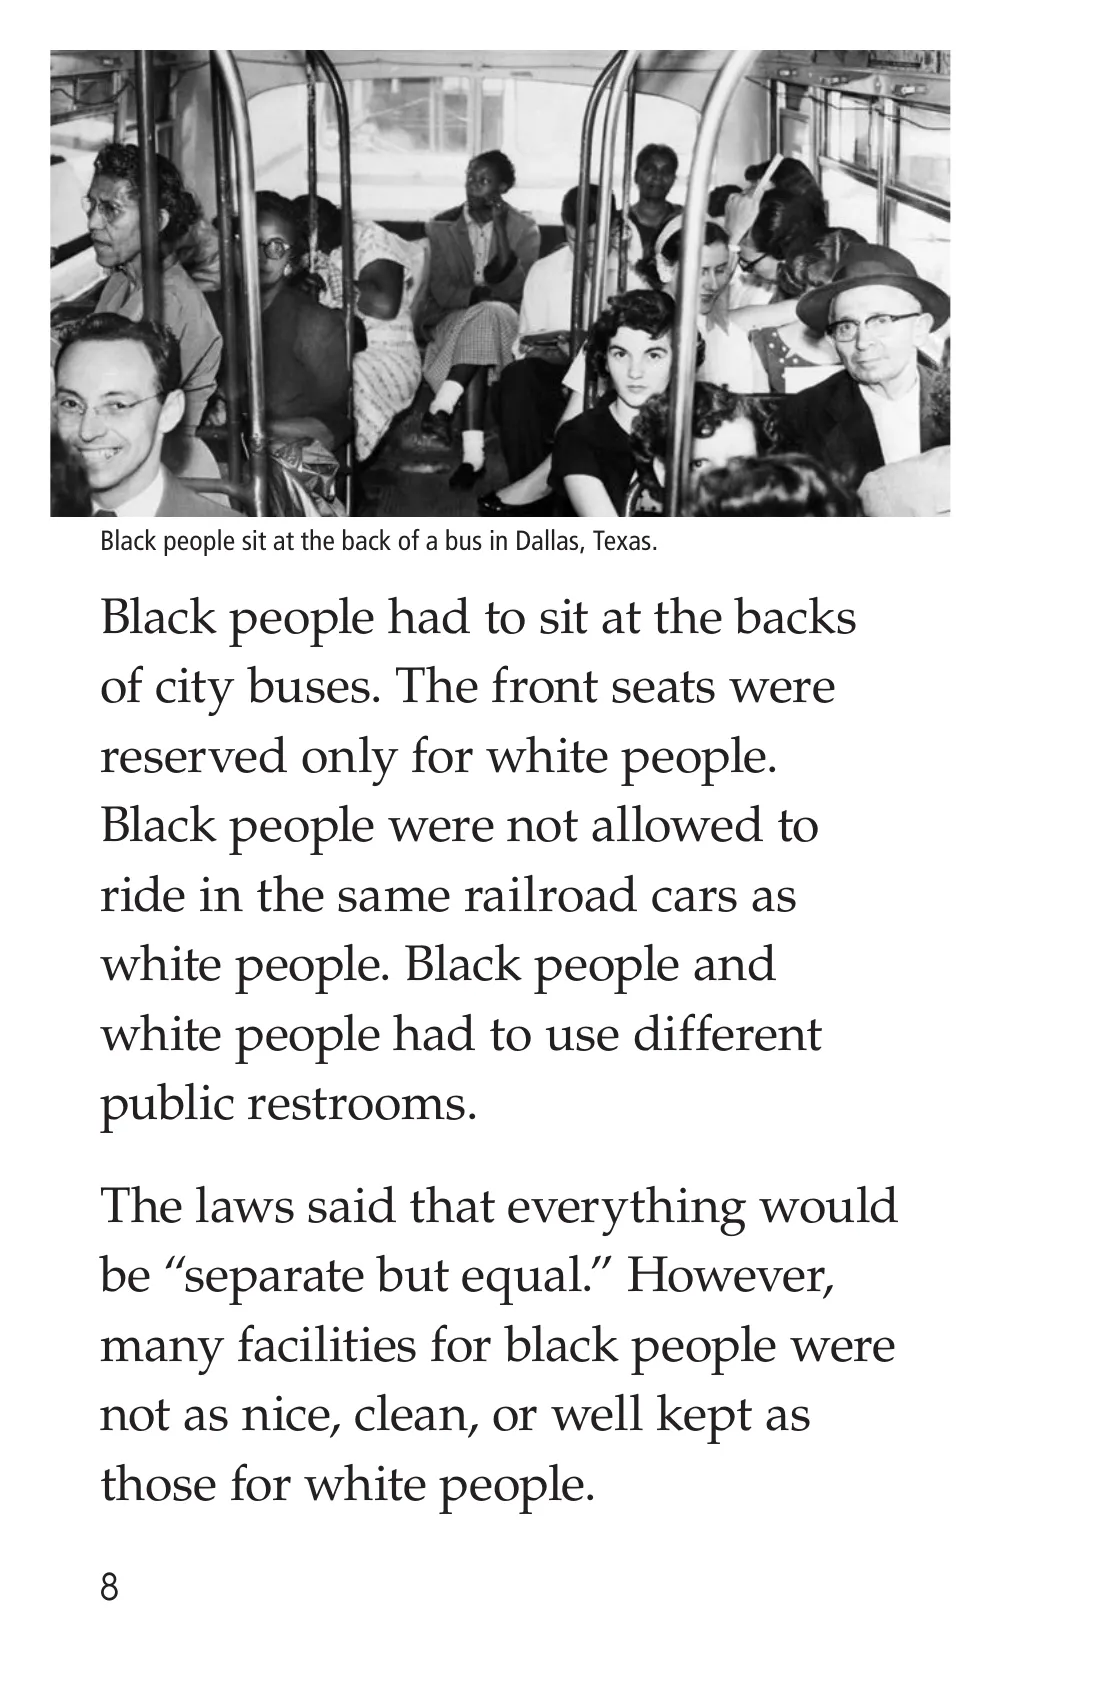 Black people sit at the back of a bus in Dallas, Texas.
Black people had to sit at the backs
of city buses. The front seats were
reserved only for white people.
Black people were not allowed to
ride in the same railroad cars as
white people. Black people and
white people had to use different
public restrooms.
The laws said that everything would
be “separate but equal.” However,
many facilities for black people were
not as nice, clean, or well kept as
those for white people.
8